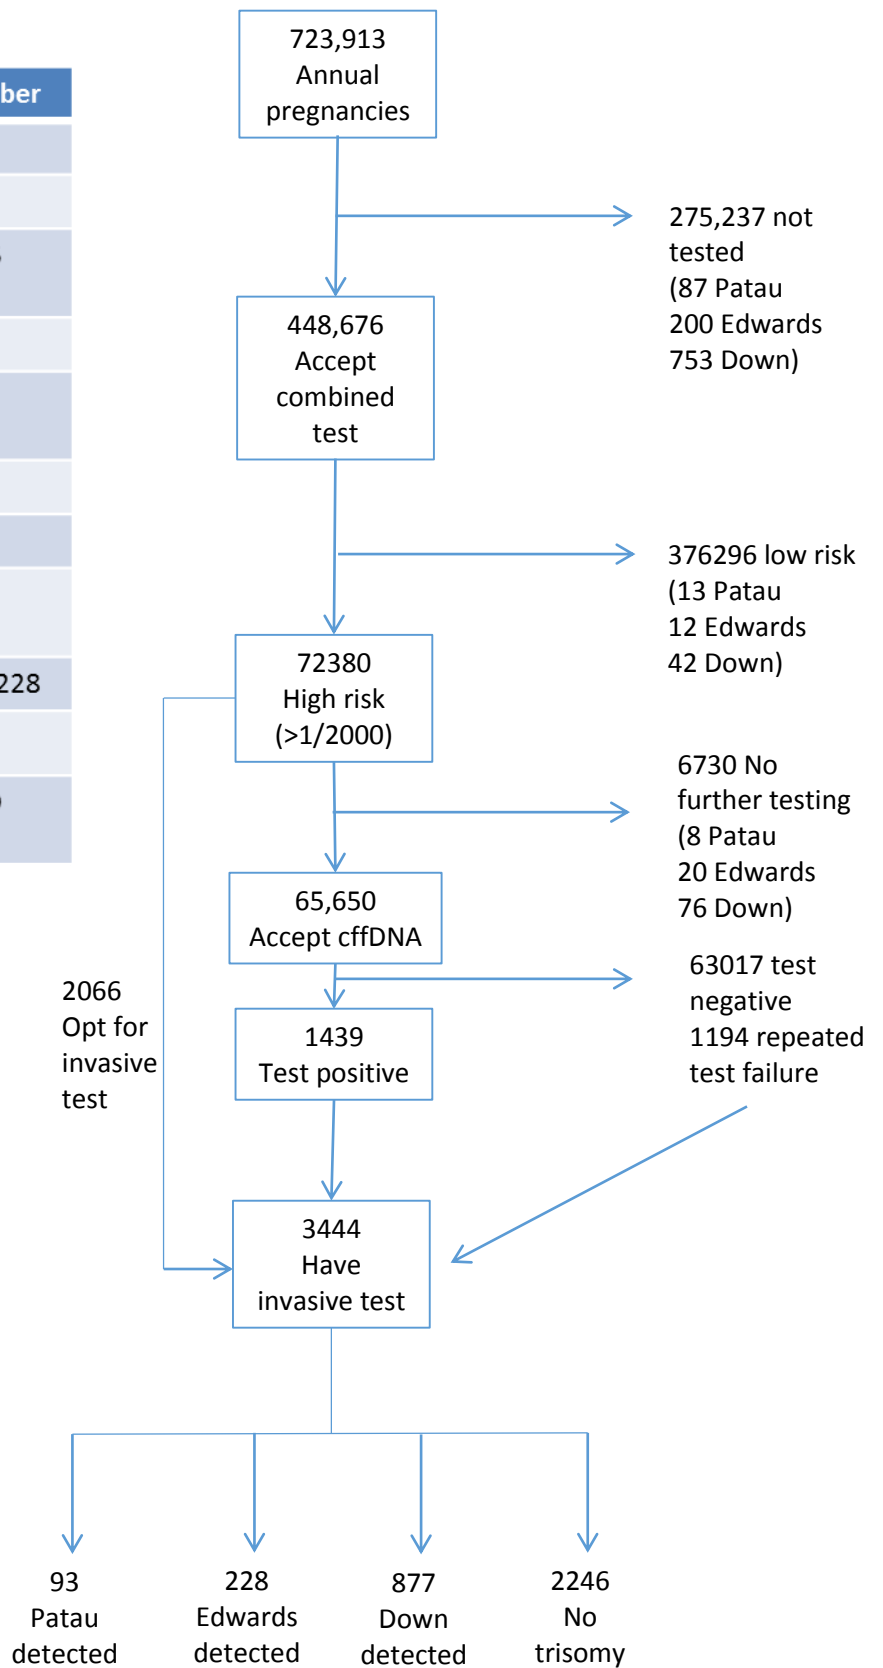 723,913
Annual
pregnancies
ber
275,237 not
tested
(87 Patau
200 Edwards
753 Down)
448,676
Accept
combined
test
376296 low risk
(13 Patau
12 Edwards
42 Down)
72380
High risk
(>1/2000)
228
6730 No
further testing
(8 Patau
20 Edwards
76 Down)
65,650
Accept cffDNA
63017 test
negative
1194 repeated
test failure
2066
Opt for
invasive
test
1439
Test positive
3444
Have
invasive test
93
Patau
detected
228
Edwards
detected
877
Down
detected
2246
No
trisomy